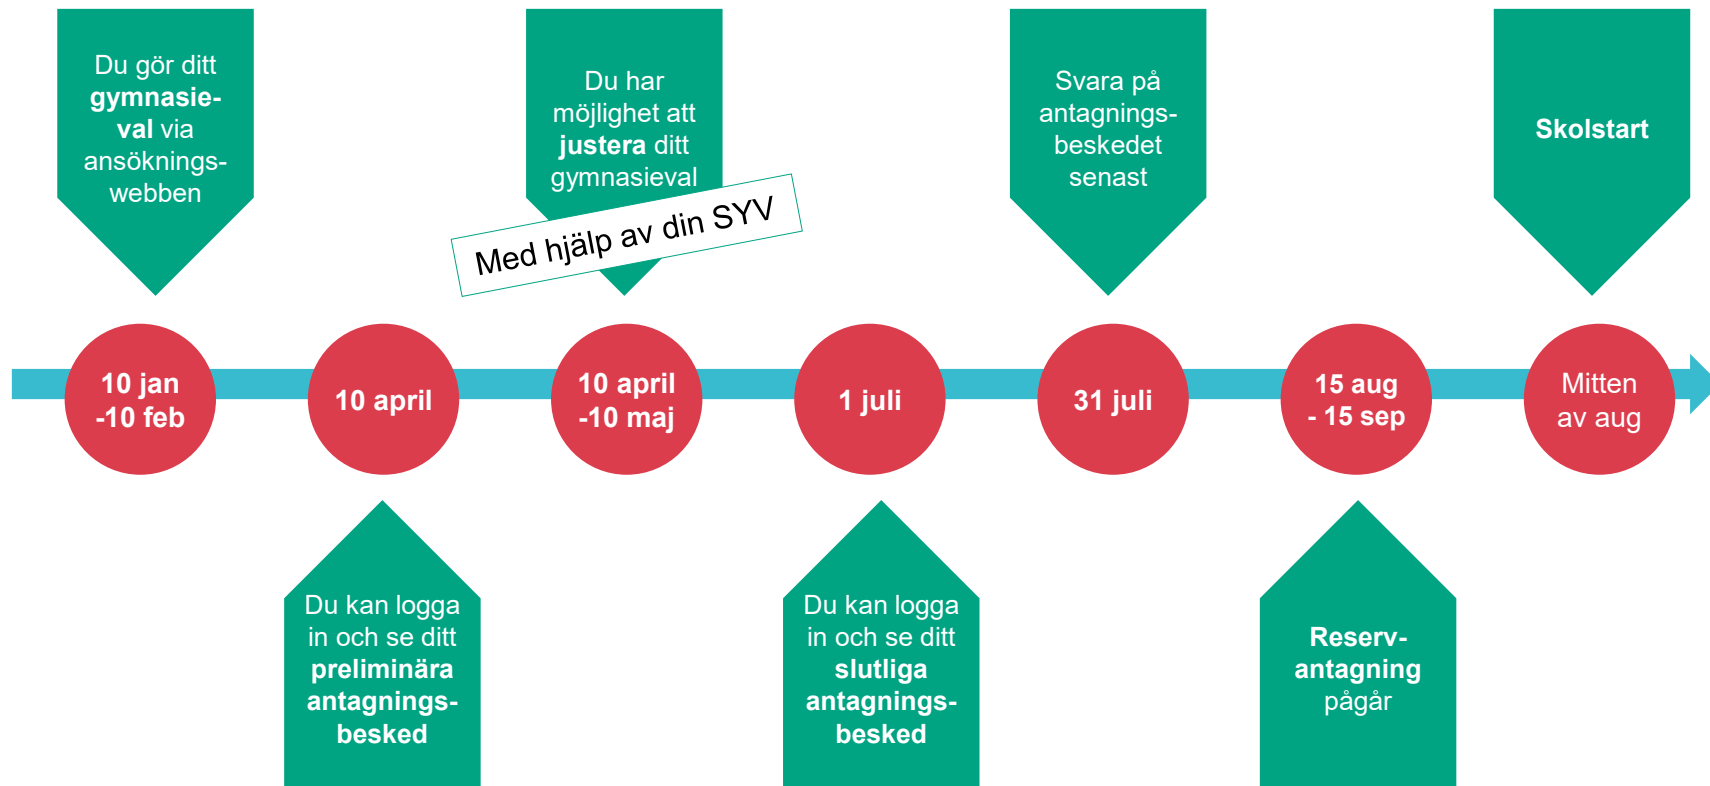 Du gör ditt
gymnasie-
val via
ansöknings-
webben
Du har
möjlighet att
justera ditt
gymnasieval
Med hjälp av din SYV
Svara på
antagnings-
beskedet
senast
Skolstart
10 jan
-10 feb
10 april
10 april
-10 maj
1 juli
31 juli
15 aug
- 15 sep
Mitten
av aug
Du kan logga
in och se ditt
preliminära
antagnings-
besked
Du kan logga
in och se ditt
slutliga
antagnings-
besked
Reserv-
antagning
pågår